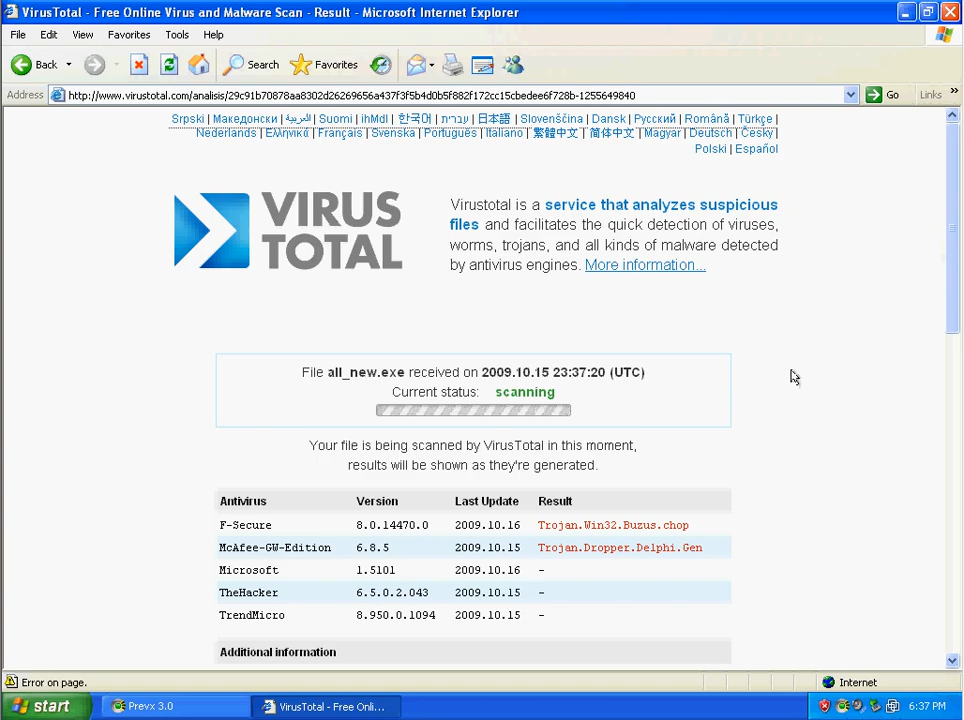 VirusTotal - Free Online Virus and Malware Scan - Result - Microsoft Internet Explorer
File Edit View Favorites Tools Help
Back Search Favorites
Address http://www.virustotal.com/analisis/29c91b70878aa8302d26269656a437f3f5b4d0b5f882f172cc15cbedee6f728b-1255649840 Go Links »
Srpski | Македонски | العربية | Suomi | ihMdI | 한국어 | עברית | 日本語 | Slovenščina | Dansk | Русский | Română | Türkçe |
Nederlands | Ελληνικά | Français | Svenska | Português | Italiano | 繁體中文 | 简体中文 | Magyar | Deutsch | Česky |
Polski | Español
VIRUS
TOTAL
Virustotal is a service that analyzes suspicious
files and facilitates the quick detection of viruses,
worms, trojans, and all kinds of malware detected
by antivirus engines. More information...
File all_new.exe received on 2009.10.15 23:37:20 (UTC)
Current status: scanning
Your file is being scanned by VirusTotal in this moment,
results will be shown as they're generated.
Antivirus Version Last Update Result
F-Secure 8.0.14470.0 2009.10.16 Trojan.Win32.Buzus.chop
McAfee-GW-Edition 6.8.5 2009.10.15 Trojan.Dropper.Delphi.Gen
Microsoft 1.5101 2009.10.16 -
TheHacker 6.5.0.2.043 2009.10.15 -
TrendMicro 8.950.0.1094 2009.10.15 -
Additional information
Error on page. Internet
start Prevx 3.0 VirusTotal - Free Onli... 6:37 PM